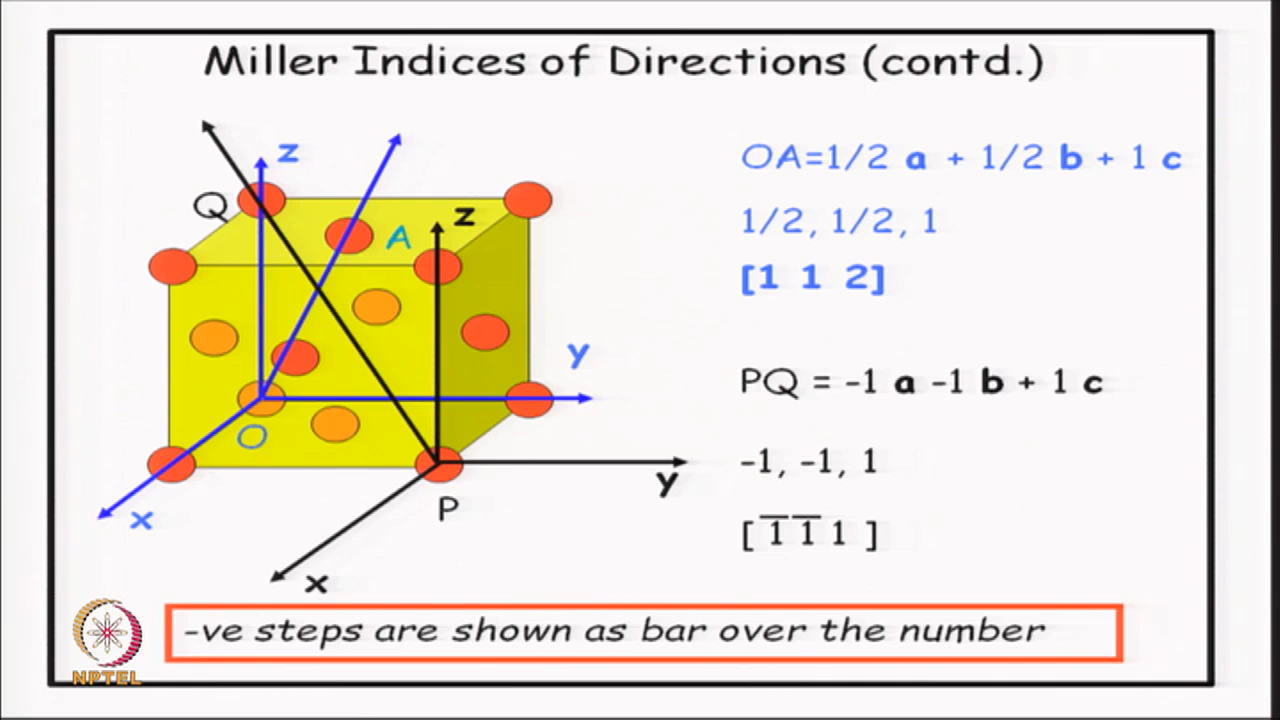 Miller Indices of Directions (contd.)
z
OA=1/2 a + 1/2 b + 1 c
Q
z
A
1/2, 1/2, 1
[1 1 2]
y
PQ = -1 a -1 b + 1 c
O
-1, -1, 1
y
x
P
[ 1̅ 1̅ 1 ]
x
-ve steps are shown as bar over the number
NPTEL